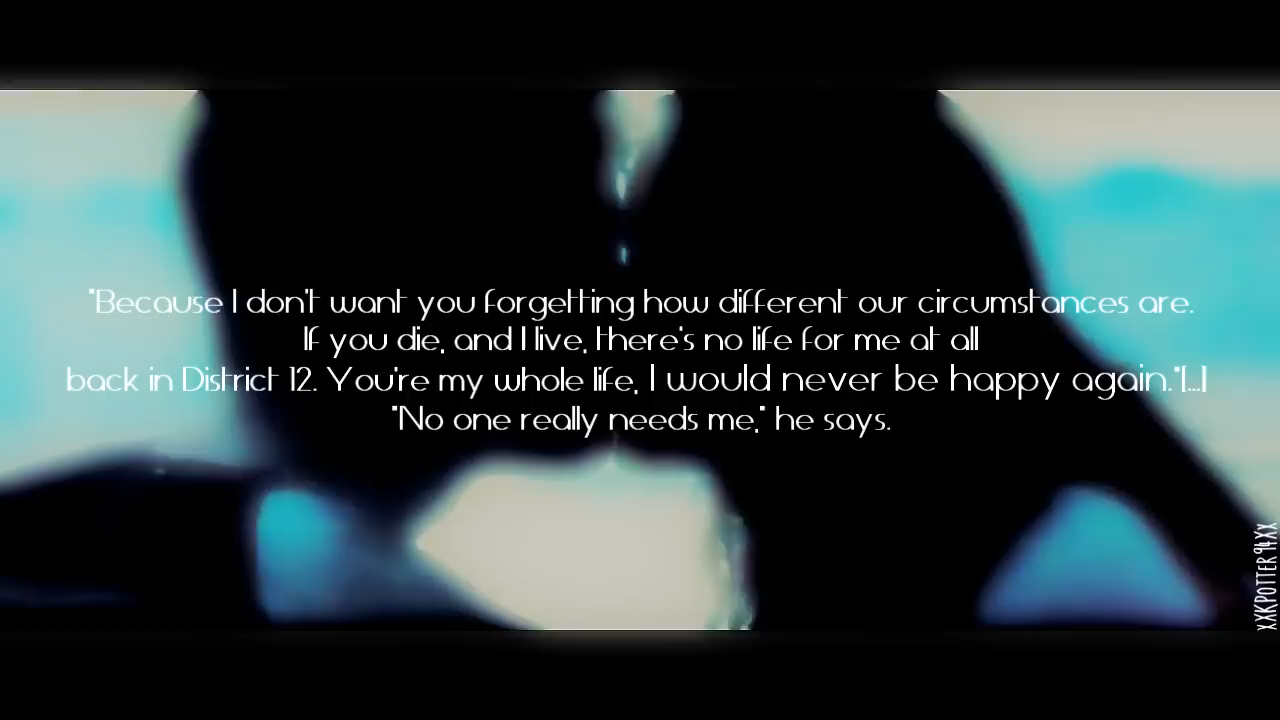 "Because I don't want you forgetting how different our circumstances are.
If you die, and I live, there's no life for me at all
back in District 12. You're my whole life, I would never be happy again."[...]
"No one really needs me," he says.
xXKPotter94Xx